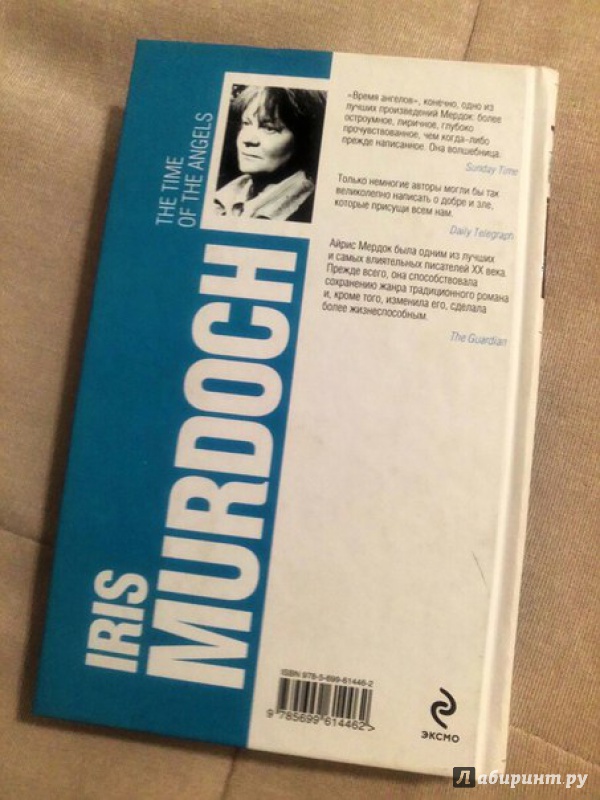 THE TIME
OF THE ANGELS
IRIS
MURDOCH
«Время ангелов», конечно, одно из
лучших произведений Мердок: более
остроумное, лиричное, глубоко
прочувствованное, чем когда-либо
прежде написанное. Она волшебница.
Sunday Time
Только немногие авторы могли бы так
великолепно написать о добре и зле,
которые присущи всем нам.
Daily Telegraph
Айрис Мердок была одним из лучших
и самых влиятельных писателей XX века.
Прежде всего, она способствовала
сохранению жанра традиционного романа
и, кроме того, изменила его, сделала
более жизнеспособным.
The Guardian
ISBN 978-5-699-61446-2
9 785699 614462
ЭКСМО
Лабиринт.ру